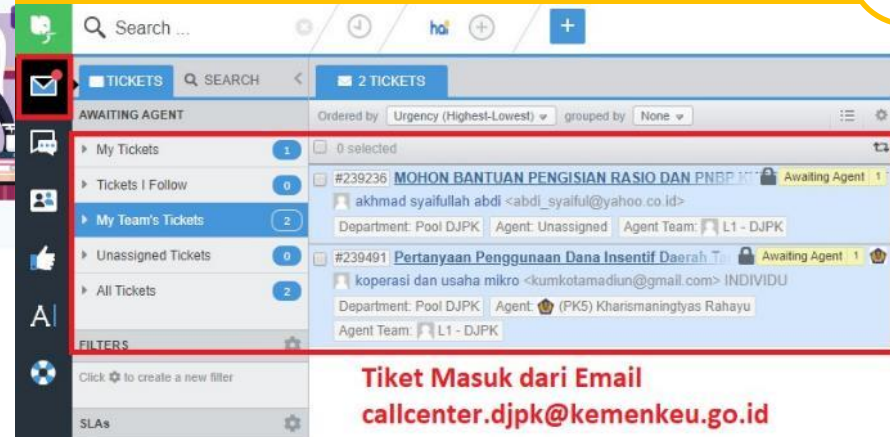 Search ...
hai
TICKETS SEARCH
2 TICKETS
AWAITING AGENT
Ordered by Urgency (Highest-Lowest) grouped by None
My Tickets 1
0 selected
Tickets I Follow 0
#239236 MOHON BANTUAN PENGISIAN RASIO DAN PNBP Awaiting Agent 1
akhmad syaifullah abdi <abdi_syaiful@yahoo.co.id>
My Team's Tickets 2
Department: Pool DJPK Agent: Unassigned Agent Team: L1 - DJPK
Unassigned Tickets 0
#239491 Pertanyaan Penggunaan Dana Insentif Daerah Awaiting Agent 1
koperasi dan usaha mikro <kumkotamadiun@gmail.com> INDIVIDU
All Tickets 2
Department: Pool DJPK Agent: (PK5) Kharismaningtyas Rahayu
Agent Team: L1 - DJPK
FILTERS
Click to create a new filter
Tiket Masuk dari Email
callcenter.djpk@kemenkeu.go.id
SLAs
AI